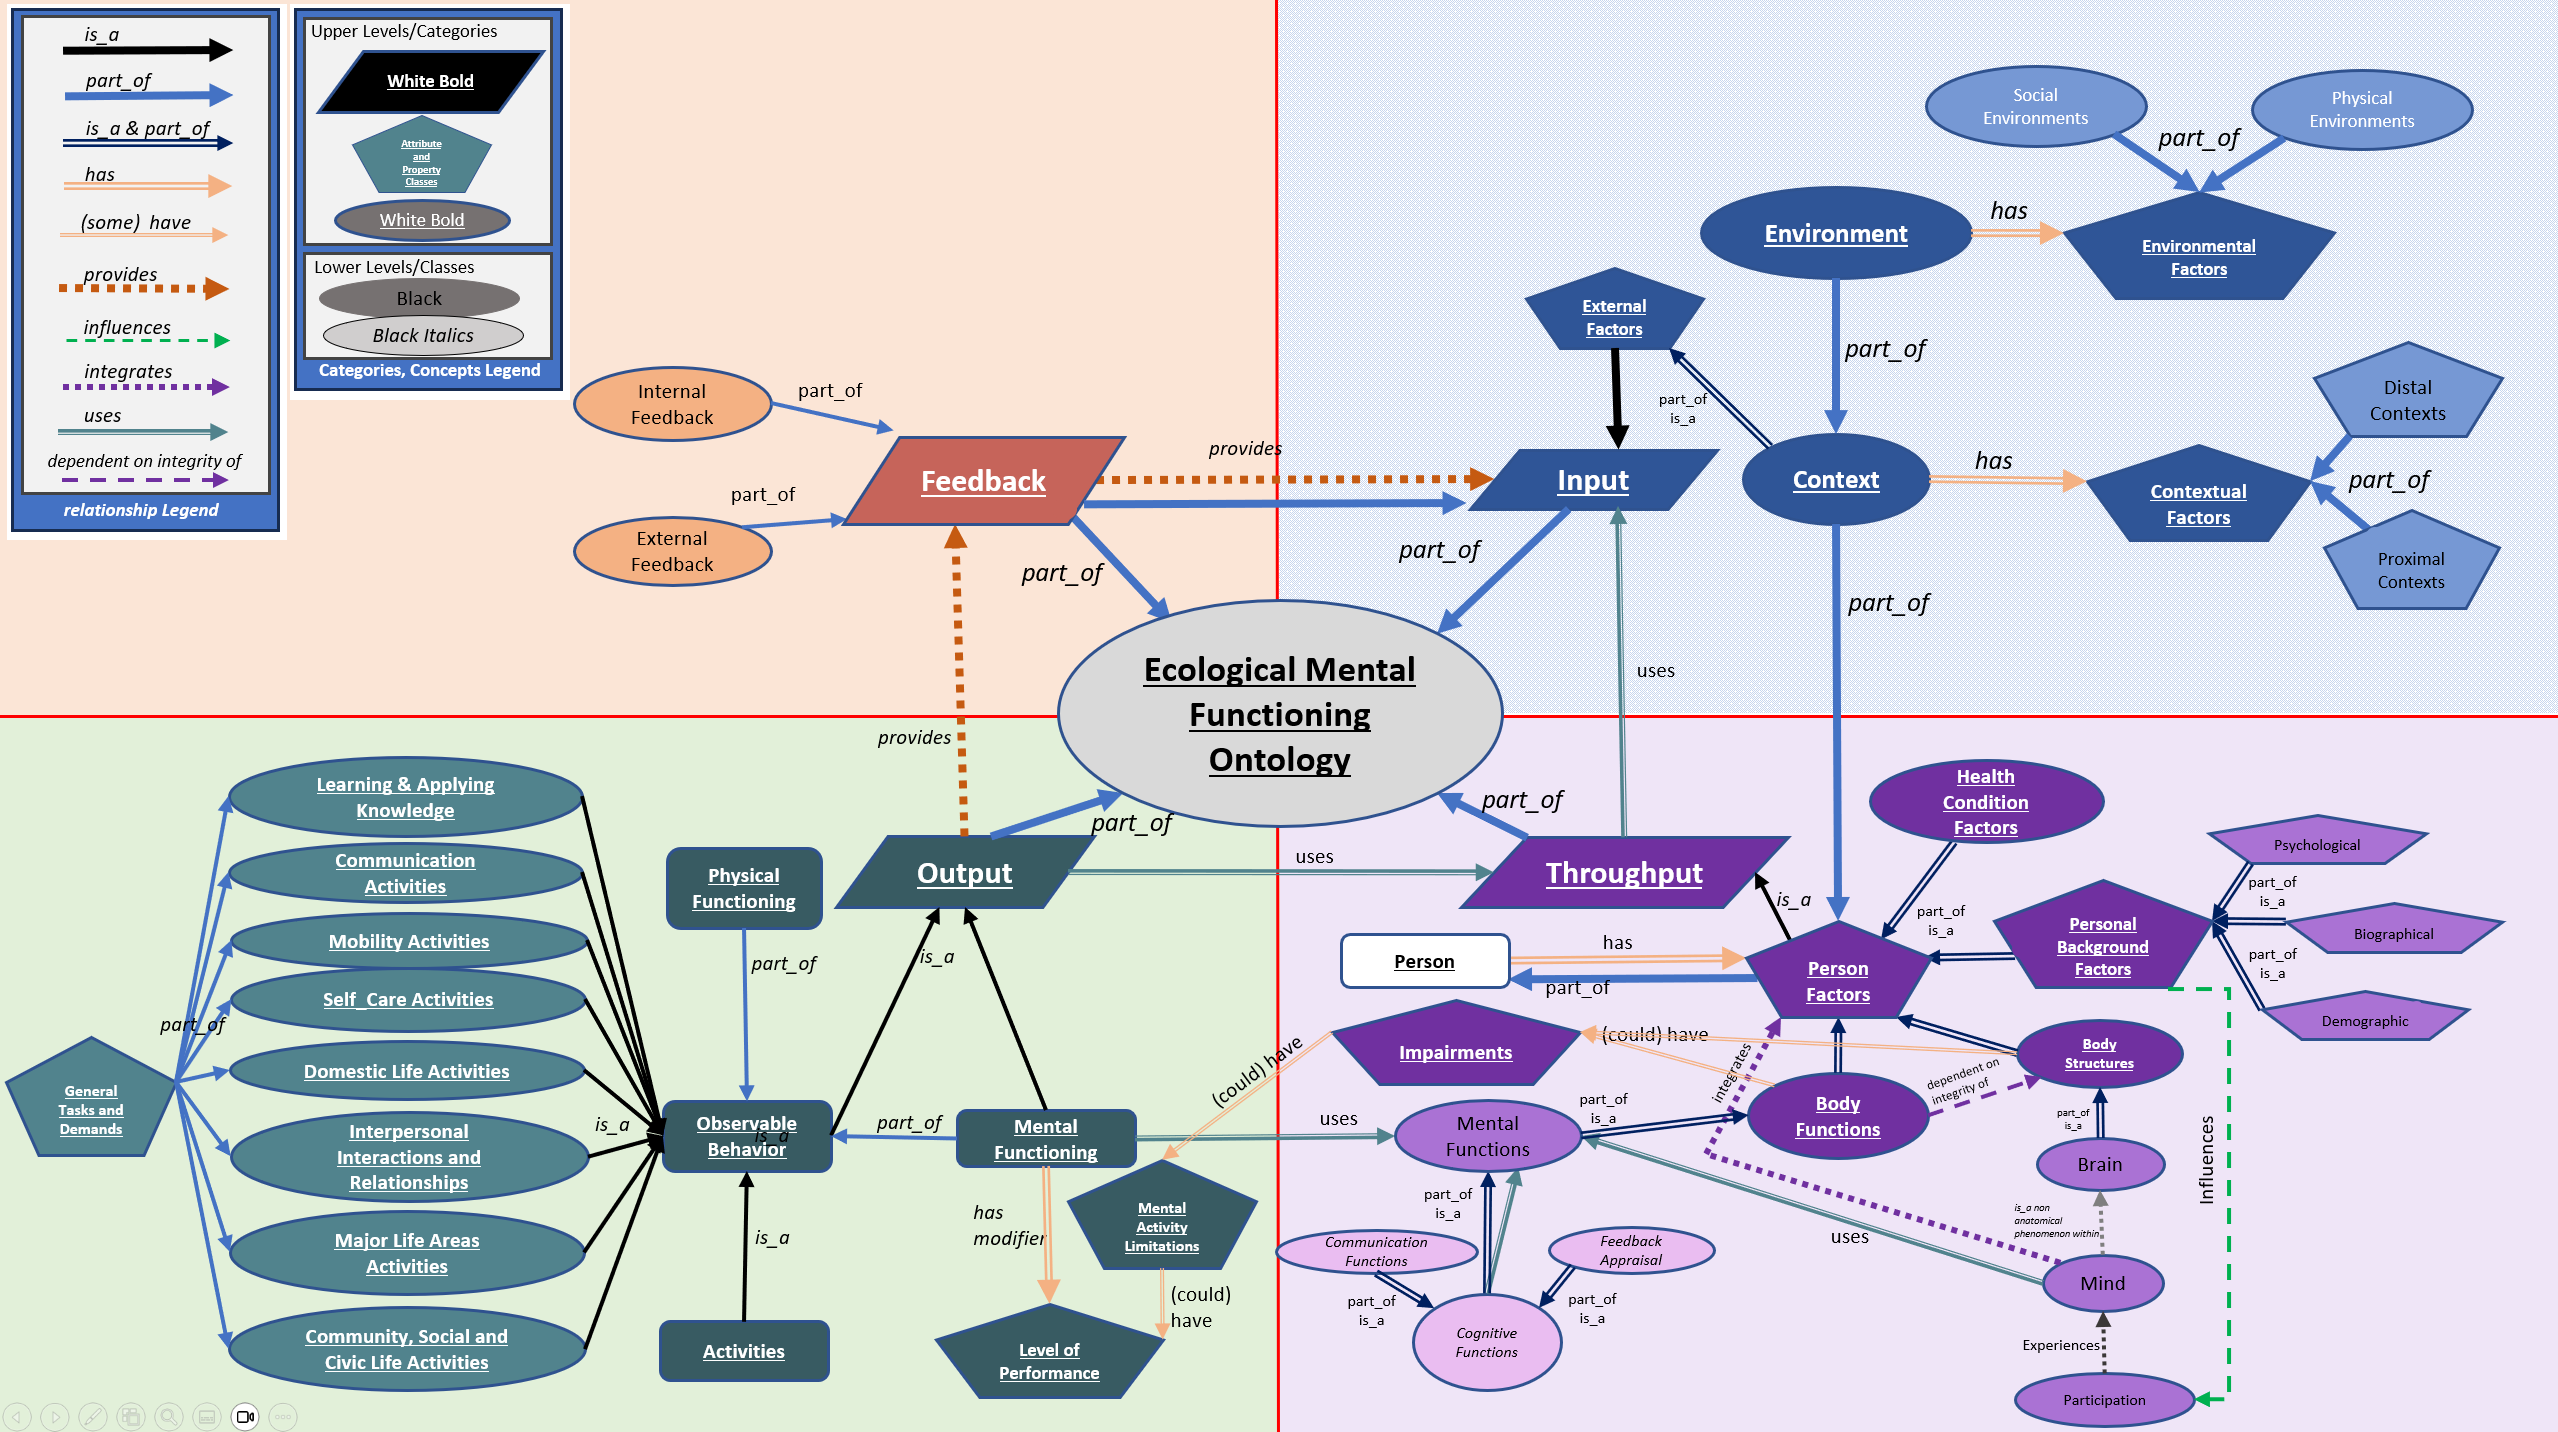 is_a
part_of
is_a & part_of
has
(some) have
provides
influences
integrates
uses
dependent on integrity of
relationship Legend
Upper Levels/Categories
White Bold
Attribute
and
Property
Classes
White Bold
Lower Levels/Classes
Black
Black Italics
Categories, Concepts Legend
Internal
Feedback
part_of
External
Feedback
part_of
Feedback
provides
part_of
Social
Environments
Physical
Environments
part_of
Environment
has
Environmental
Factors
External
Factors
part_of
part_of
is_a
Input
Context
has
Contextual
Factors
Distal
Contexts
part_of
Proximal
Contexts
part_of
part_of
uses
Ecological Mental
Functioning
Ontology
provides
part_of
part_of
Learning & Applying
Knowledge
Communication
Activities
Mobility Activities
Self_Care Activities
Domestic Life Activities
Interpersonal
Interactions and
Relationships
Major Life Areas
Activities
Community, Social and
Civic Life Activities
part_of
General
Tasks and
Demands
is_a
Physical
Functioning
part_of
Output
is_a
Observable
Behavior
is_a
part_of
Mental
Functioning
is_a
Activities
has
modifier
Mental
Activity
Limitations
(could)
have
Level of
Performance
uses
Throughput
is_a
Health
Condition
Factors
part_of
is_a
Person
has
part_of
Person
Factors
Personal
Background
Factors
Psychological
part_of
is_a
Biographical
part_of
is_a
Demographic
Impairments
(could) have
(could) have
integrates
Body
Structures
dependent on
integrity of
Body
Functions
uses
Mental
Functions
part_of
is_a
part_of
is_a
Brain
part_of
is_a
Influences
is_a non
anatomical
phenomenon within
uses
Mind
Communication
Functions
Feedback
Appraisal
part_of
is_a
part_of
is_a
Cognitive
Functions
Experiences
Participation